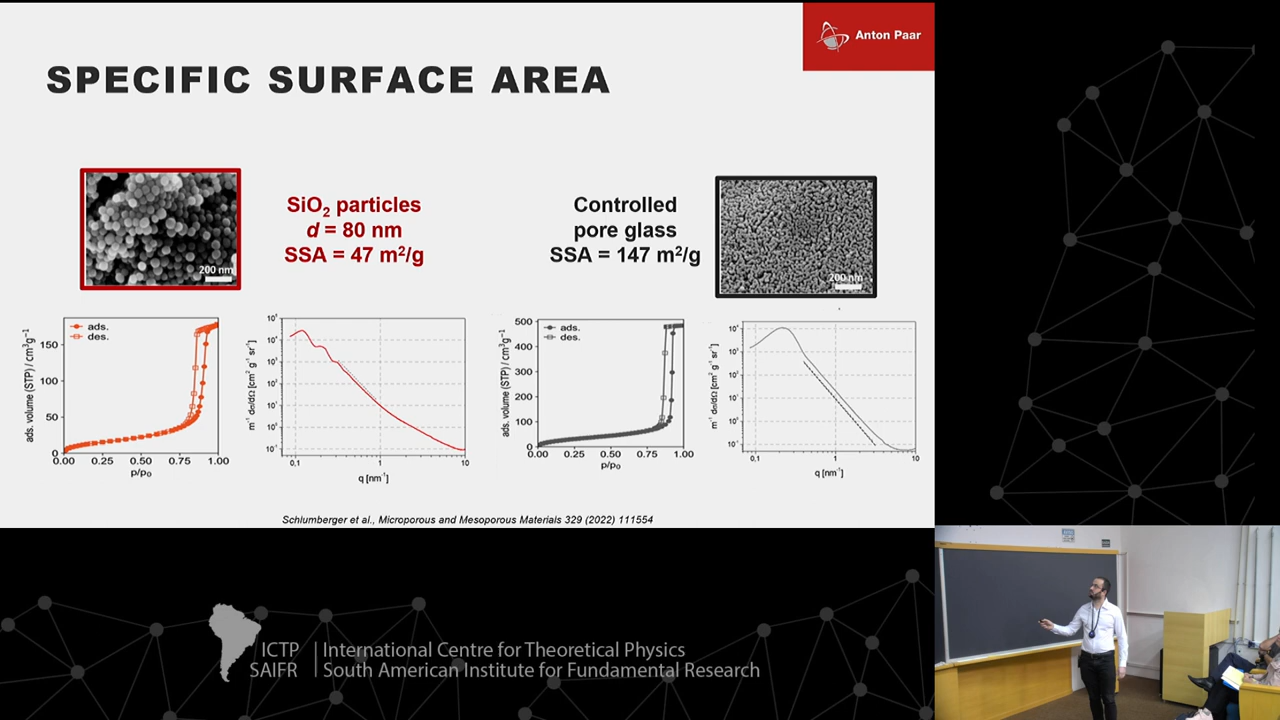 Anton Paar
SPECIFIC SURFACE AREA
SiO2 particles
d = 80 nm
SSA = 47 m²/g
200 nm
Controlled
pore glass
SSA = 147 m²/g
200 nm
ads. volume (STP) / cm³g⁻¹
ads.
des.
150
100
50
0
0.00 0.25 0.50 0.75 1.00
p/p₀
m⁻¹ dσ/dΩ [cm² g⁻¹ sr⁻¹]
0,1 1 10
q [nm⁻¹]
ads. volume (STP) / cm³g⁻¹
ads.
des.
500
400
300
200
100
0
0.00 0.25 0.50 0.75 1.00
p/p₀
m⁻¹ dσ/dΩ [cm² g⁻¹ sr⁻¹]
0,1 1 10
q [nm⁻¹]
Schlumberger et al., Microporous and Mesoporous Materials 329 (2022) 111554
ICTP
SAIFR
International Centre for Theoretical Physics
South American Institute for Fundamental Research